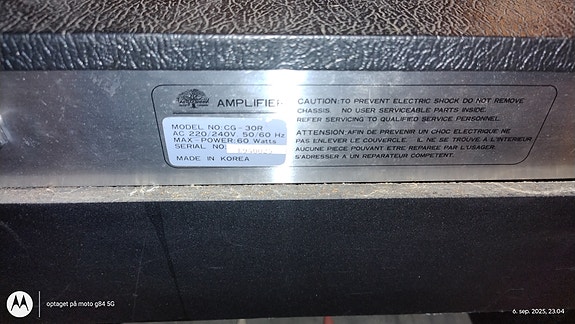 AMPLIFIER
MODEL NO:CG-30R
AC 220/240V, 50/60 Hz
MAX-POWER:60 Watts
SERIAL NO
MADE IN KOREA
CAUTION:TO PREVENT ELECTRIC SHOCK DO NOT REMOVE
CHASSIS. NO USER SERVICEABLE PARTS INSIDE.
REFER SERVICING TO QUALIFIED SERVICE PERSONNEL.
ATTENTION:AFIN DE PREVENIR UN CHOC ELECTRIQUE NE
PAS ENLEVER LE COUVERCLE. IL NE SE TROUVE A L'INTERIEUR
AUCUNE PIECE POUVANT ETRE REPAREE PAR L'USAGER.
S'ADRESSER A UN REPARATEUR COMPETENT.
optaget på moto g84 5G
6. sep. 2025, 23.04